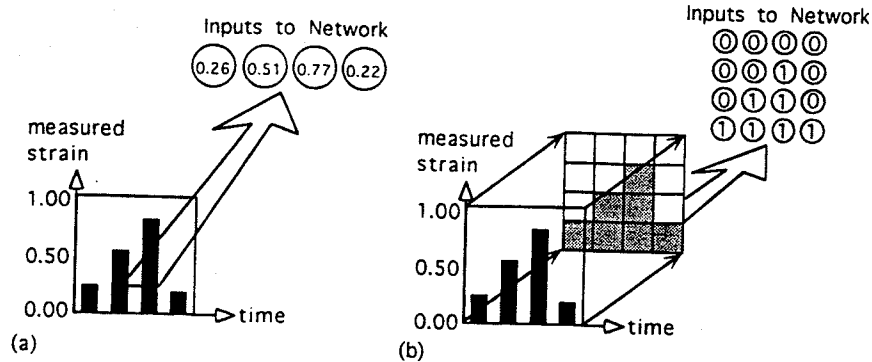 Inputs to Network
0.26 0.51 0.77 0.22
measured
strain
1.00
0.50
0.00
time
(a)
Inputs to Network
0 0 0 0
0 0 1 0
0 1 1 0
1 1 1 1
measured
strain
1.00
0.50
0.00
time
(b)